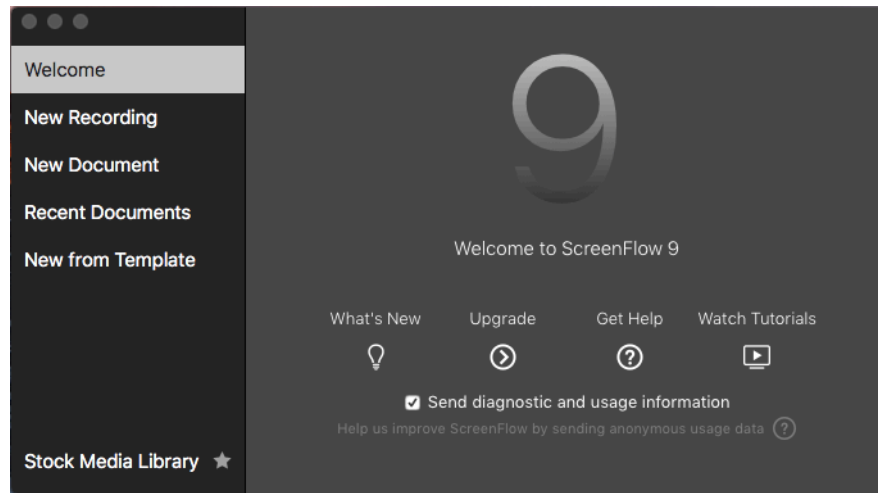 Welcome
New Recording
New Document
Recent Documents
New from Template
Stock Media Library
9
Welcome to ScreenFlow 9
What's New Upgrade Get Help Watch Tutorials
Send diagnostic and usage information
Help us improve ScreenFlow by sending anonymous usage data ?